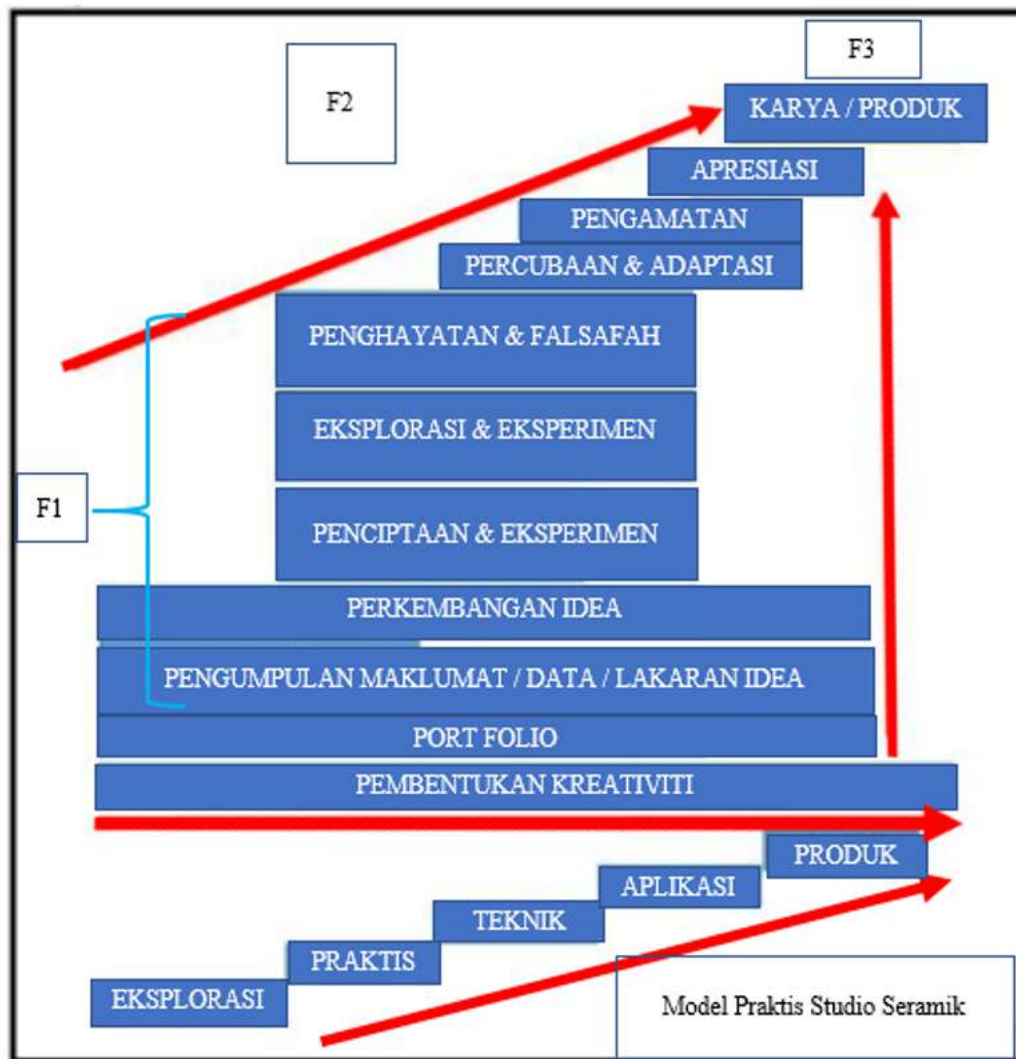 F3
F2
KARYA / PRODUK
APRESIASI
PENGAMATAN
PERCUBAAN & ADAPTASI
PENGHAYATAN & FALSAFAH
EKSPLORASI & EKSPERIMEN
F1
PENCIPTAAN & EKSPERIMEN
PERKEMBANGAN IDEA
PENGUMPULAN MAKLUMAT / DATA / LAKARAN IDEA
PORT FOLIO
PEMBENTUKAN KREATIVITI
PRODUK
APLIKASI
TEKNIK
PRAKTIS
EKSPLORASI
Model Praktis Studio Seramik